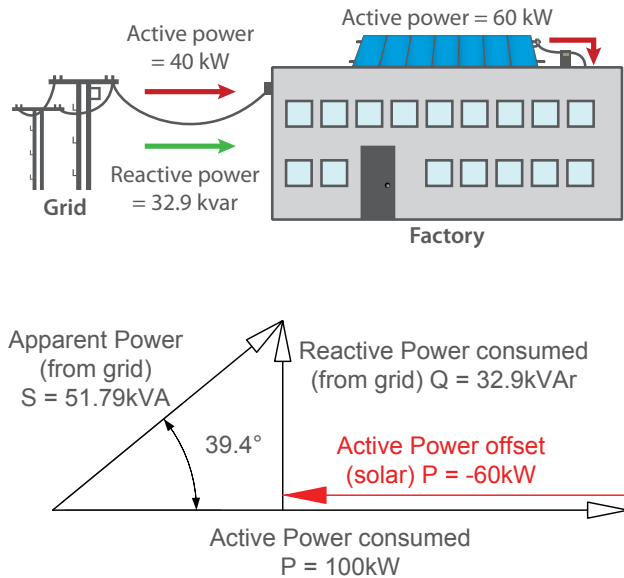 Active power = 60 kW
Active power
= 40 kW
Reactive power
= 32.9 kvar
Grid
Factory
Apparent Power
(from grid)
S = 51.79kVA
Reactive Power consumed
(from grid) Q = 32.9kVAr
39.4°
Active Power offset
(solar) P = -60kW
Active Power consumed
P = 100kW